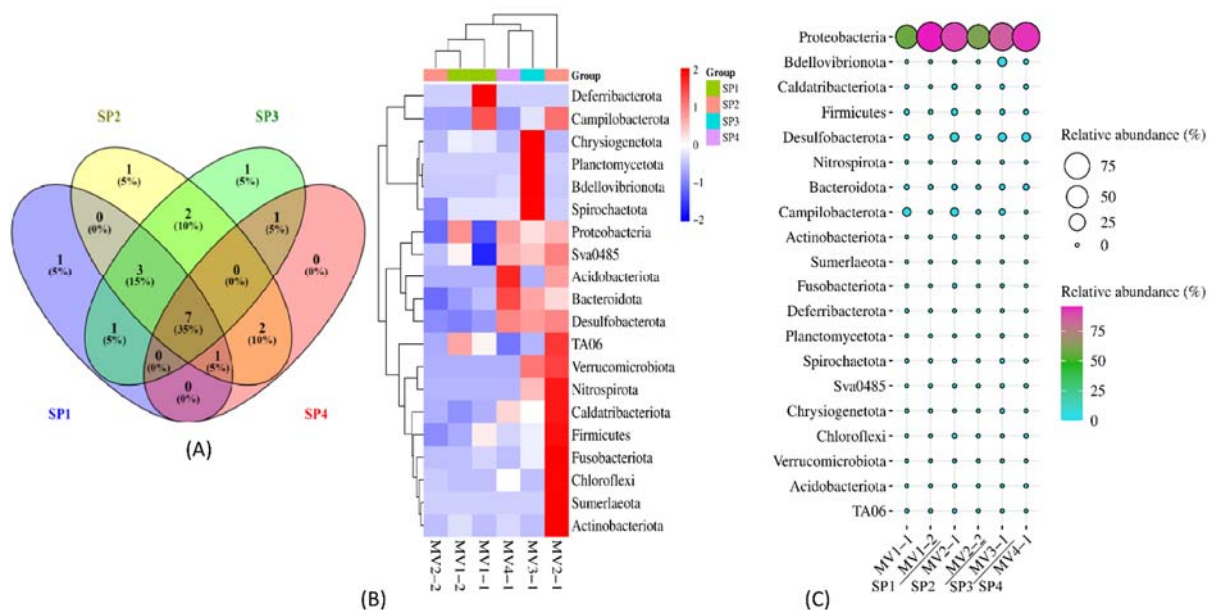 SP2
SP3
1
(5%)
1
(5%)
0
(0%)
2
(10%)
1
(5%)
1
(5%)
3
(15%)
0
(0%)
0
(0%)
1
(5%)
7
(35%)
2
(10%)
0
(0%)
1
(5%)
0
(0%)
SP1
SP4
(A)
(B)
Group
Deferribacterota
Campilobacterota
Chrysiogenetota
Planctomycetota
Bdellovibrionota
Spirochaetota
Proteobacteria
Sva0485
Acidobacteriota
Bacteroidota
Desulfobacterota
TA06
Verrucomicrobiota
Nitrospirota
Caldatribacteriota
Firmicutes
Fusobacteriota
Chloroflexi
Sumerlaeota
Actinobacteriota
MV2-2
MV1-2
MV1-1
MV4-1
MV3-1
MV2-1
Group
SP1
SP2
SP3
SP4
2
1
0
-1
-2
(C)
Proteobacteria
Bdellovibrionota
Caldatribacteriota
Firmicutes
Desulfobacterota
Nitrospirota
Bacteroidota
Campilobacterota
Actinobacteriota
Sumerlaeota
Fusobacteriota
Deferribacterota
Planctomycetota
Spirochaetota
Sva0485
Chrysiogenetota
Chloroflexi
Verrucomicrobiota
Acidobacteriota
TA06
MV1-1
MV1-2
MV2-1
MV2-2
MV3-1
MV4-1
SP1
SP2
SP3
SP4
Relative abundance (%)
75
50
25
0
Relative abundance (%)
75
50
25
0